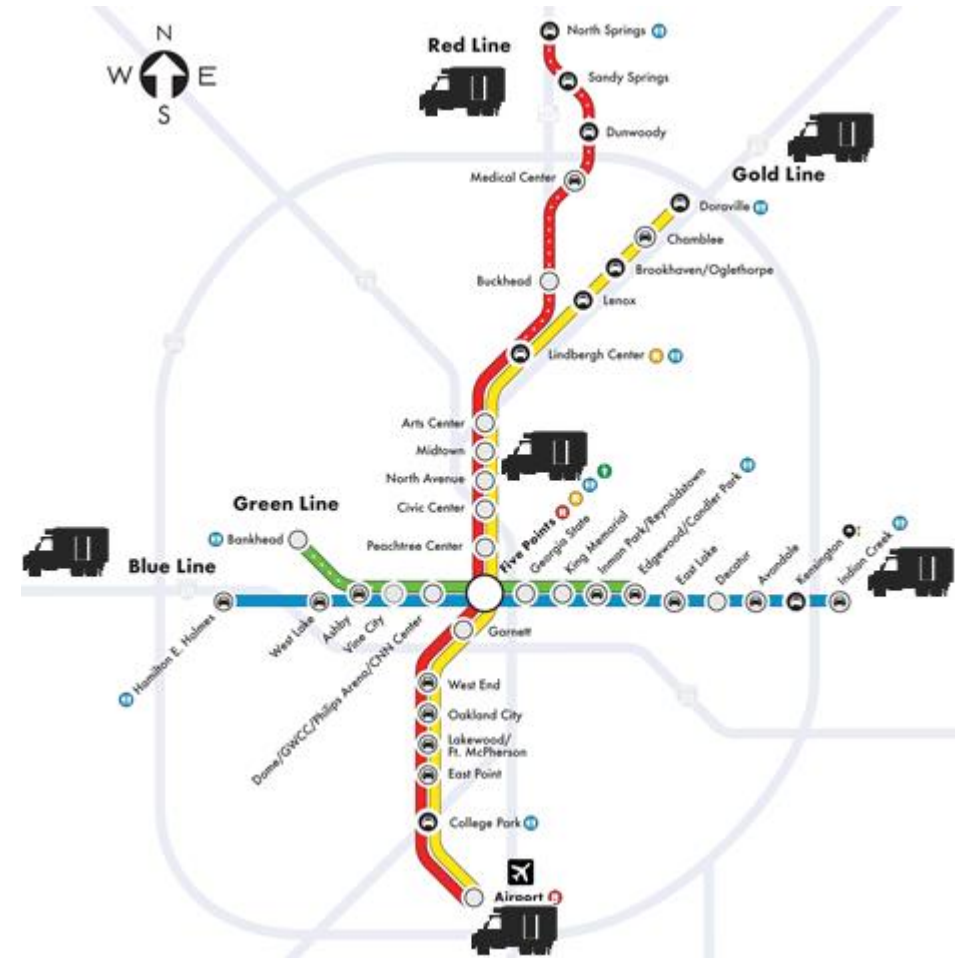 N
W E
S
Red Line
North Springs
Sandy Springs
Dunwoody
Medical Center
Gold Line
Doraville
Chamblee
Brookhaven/Oglethorpe
Buckhead
Lenox
Lindbergh Center
Arts Center
Midtown
North Avenue
Civic Center
Peachtree Center
Green Line
Bankhead
Blue Line
Hamilton E. Holmes
West Lake
Ashby
Vine City
Dome/GWCC/Philips Arena/CNN Center
Five Points
Georgia State
King Memorial
Inman Park/Reynoldstown
Edgewood/Candler Park
East Lake
Decatur
Avondale
Kensington
Indian Creek
Garnett
West End
Oakland City
Lakewood/
Ft. McPherson
East Point
College Park
Airport